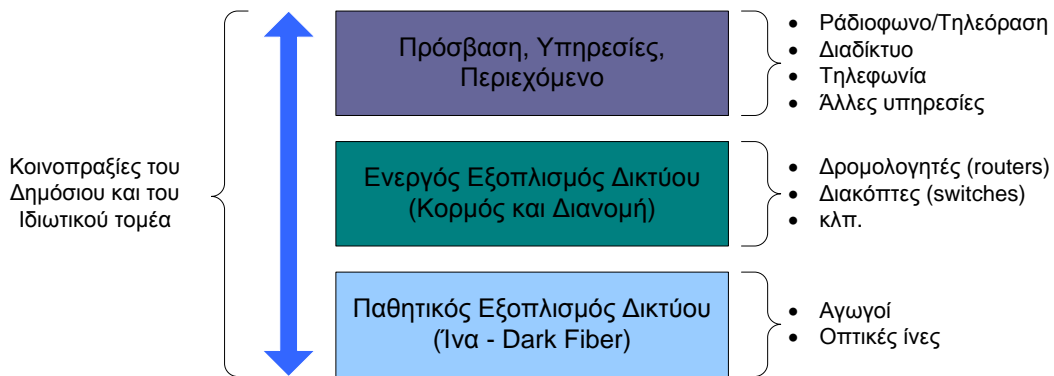 Κοινοπραξίες του
Δημόσιου και του
Ιδιωτικού τομέα
Πρόσβαση, Υπηρεσίες,
Περιεχόμενο
• Ράδιοφωνο/Τηλεόραση
• Διαδίκτυο
• Τηλεφωνία
• Άλλες υπηρεσίες
Ενεργός Εξοπλισμός Δικτύου
(Κορμός και Διανομή)
• Δρομολογητές (routers)
• Διακόπτες (switches)
• κλπ.
Παθητικός Εξοπλισμός Δικτύου
(Ίνα - Dark Fiber)
• Αγωγοί
• Οπτικές ίνες